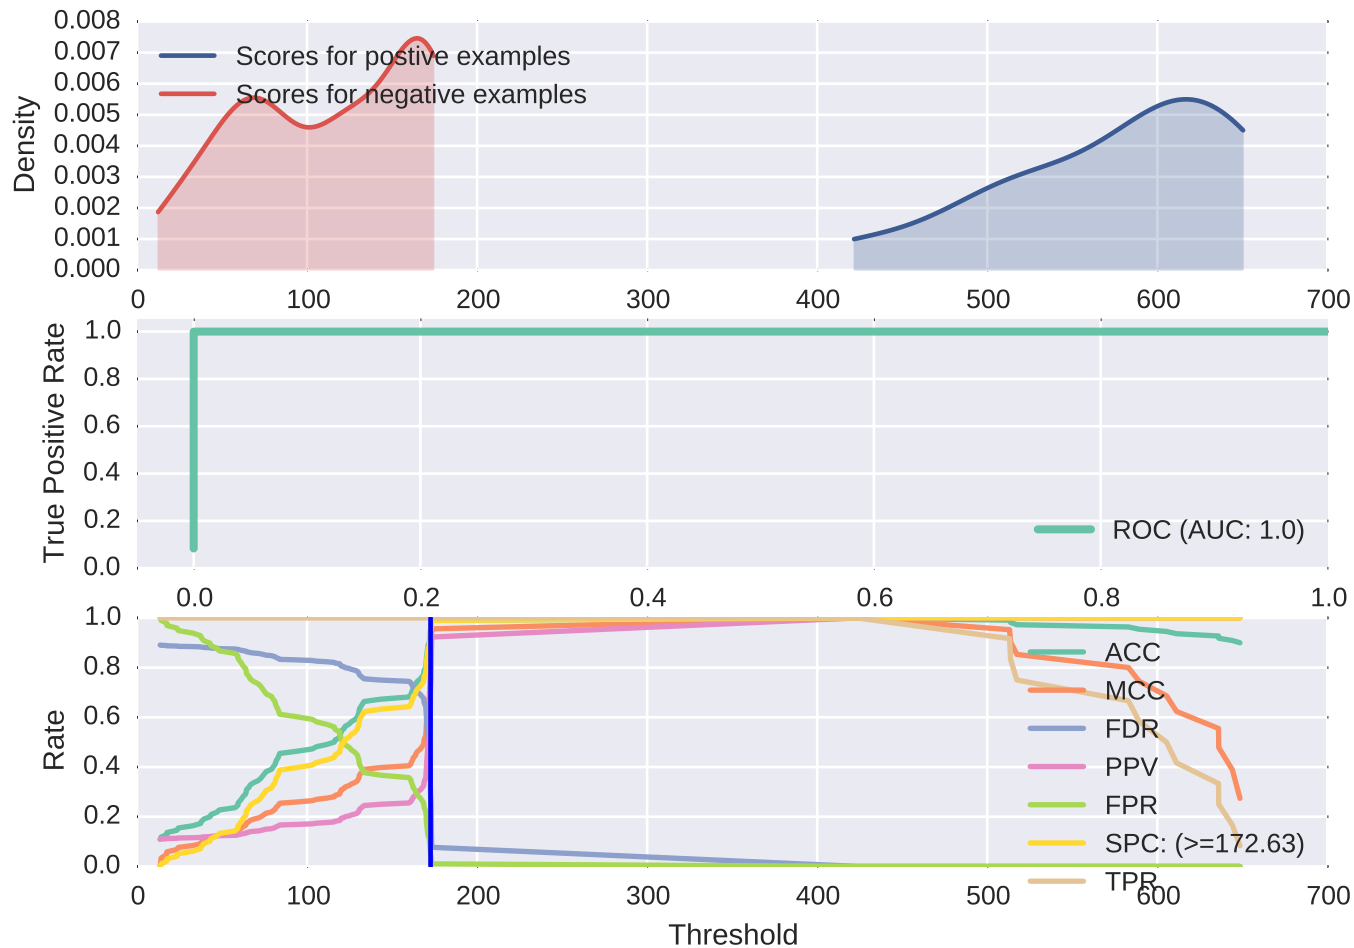 0.008
0.007
0.006
0.005
0.004
0.003
0.002
0.001
0.000
Density
Scores for postive examples
Scores for negative examples
0 100 200 300 400 500 600 700
1.0
0.8
0.6
0.4
0.2
0.0
True Positive Rate
ROC (AUC: 1.0)
0.0 0.2 0.4 0.6 0.8 1.0
1.0
0.8
0.6
0.4
0.2
0.0
Rate
ACC
MCC
FDR
PPV
FPR
SPC: (>=172.63)
TPR
0 100 200 300 400 500 600 700
Threshold